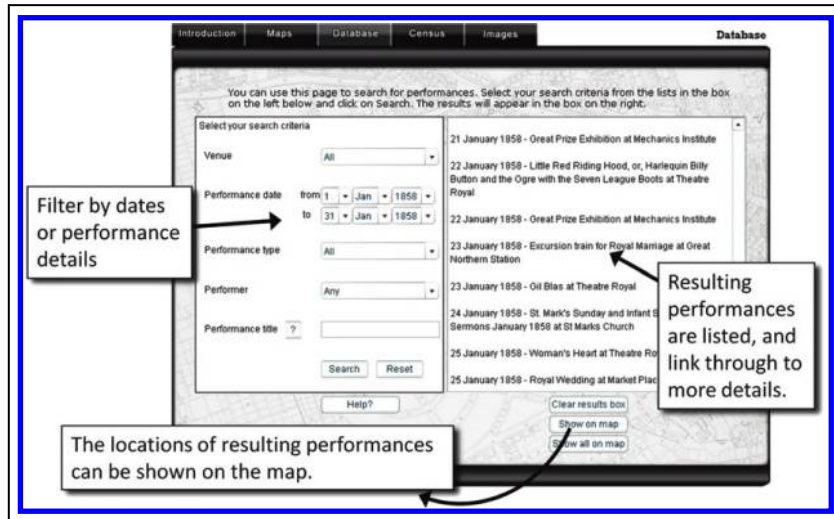 Introduction Maps Database Census Images Database
You can use this page to search for performances. Select your search criteria from the lists in the box
on the left below and click on Search. The results will appear in the box on the right.
Select your search criteria
Venue All
Performance date from 1 Jan 1858
to 31 Jan 1858
Performance type All
Performer Any
Performance title ?
Search Reset
Help?
21 January 1858 - Great Prize Exhibition at Mechanics Institute
22 January 1858 - Little Red Riding Hood, or, Harlequin Billy
Button and the Ogre with the Seven League Boots at Theatre
Royal
22 January 1858 - Great Prize Exhibition at Mechanics Institute
23 January 1858 - Excursion train for Royal Marriage at Great
Northern Station
23 January 1858 - Gil Blas at Theatre Royal
24 January 1858 - St. Mark's Sunday and Infant
Sermons January 1858 at St Marks Church
25 January 1858 - Woman's Heart at Theatre
25 January 1858 - Royal Wedding at Market
Clear results box
Show on map
Show all on map
Filter by dates
or performance
details
Resulting
performances
are listed, and
link through to
more details.
The locations of resulting performances
can be shown on the map.